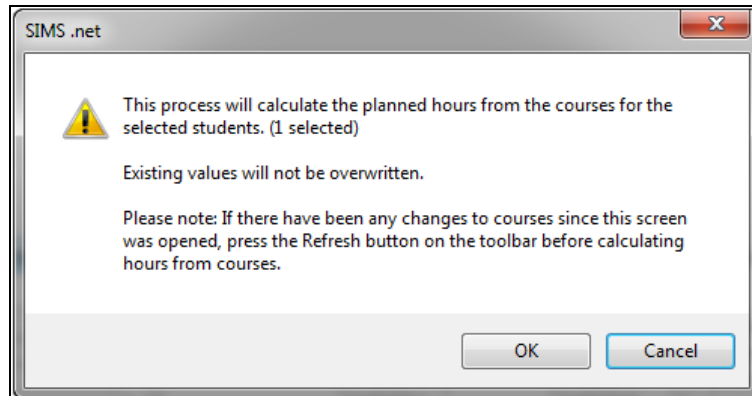 SIMS .net
This process will calculate the planned hours from the courses for the
selected students. (1 selected)
Existing values will not be overwritten.
Please note: If there have been any changes to courses since this screen
was opened, press the Refresh button on the toolbar before calculating
hours from courses.
OK
Cancel